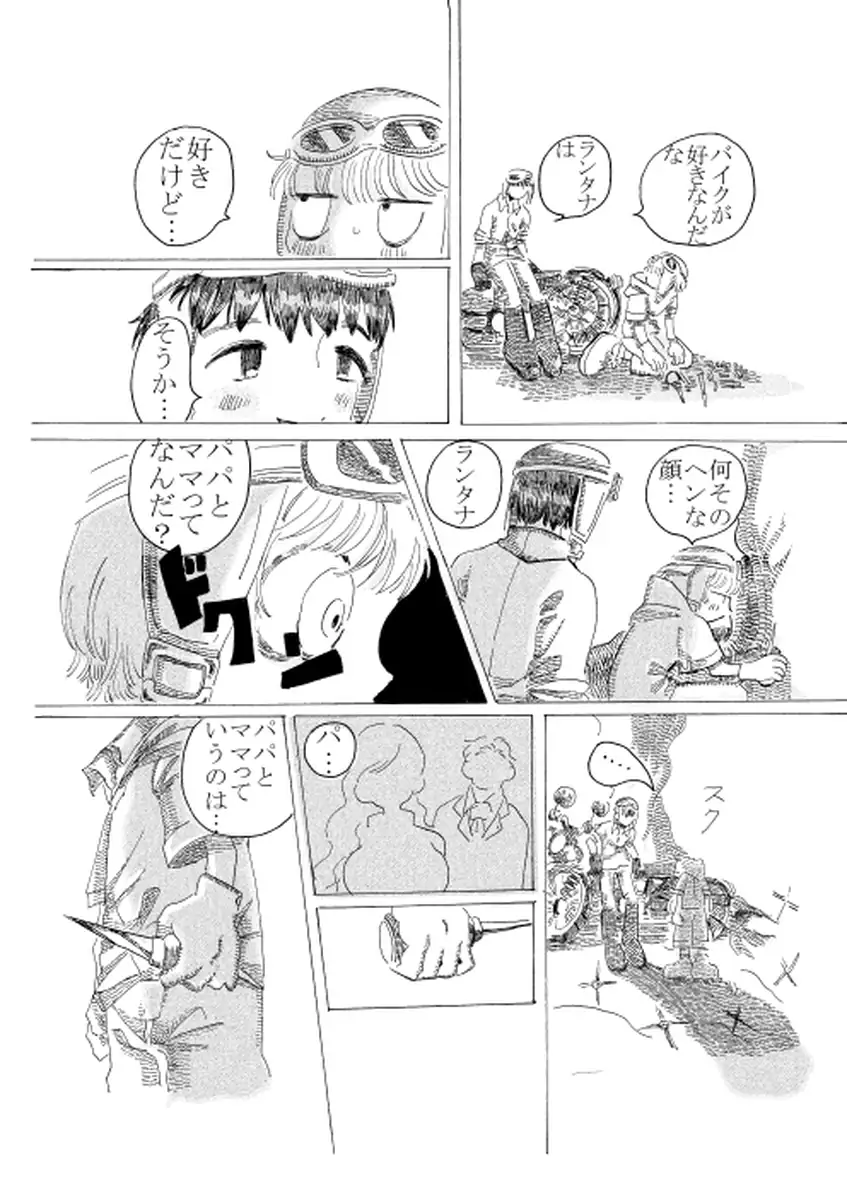 ランタナ
は
バイクが
好きなんだ
な
好き
だけど…
そうか…
何その
ヘンな
顔…
ランタナ
パパと
ママって
なんだ?
ドクン
……
スク
パ…
パパと
ママって
いうのは…